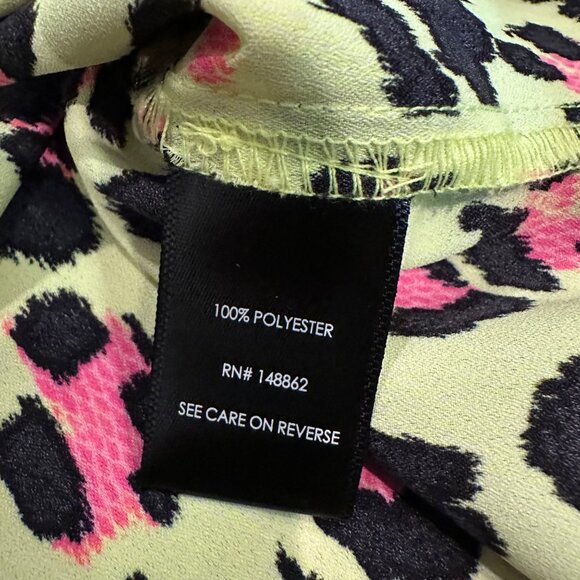 100% POLYESTER
RN# 148862
SEE CARE ON REVERSE